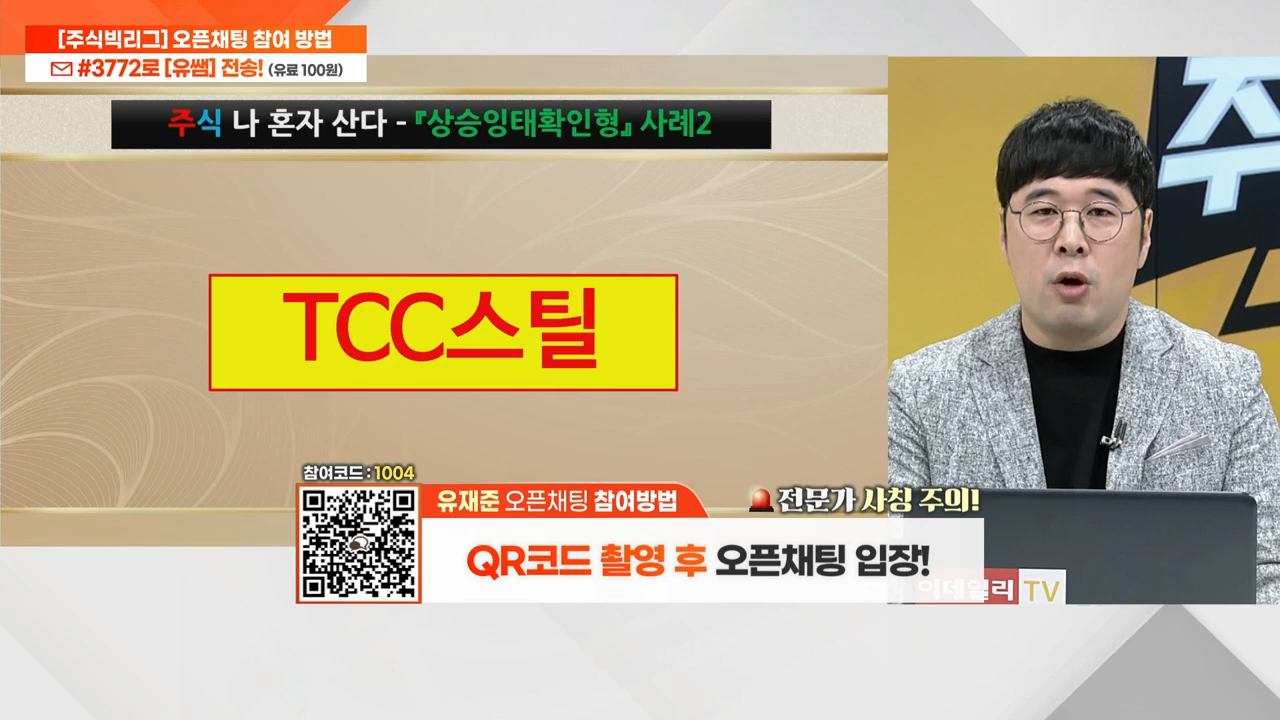 [주식빅리그] 오픈채팅 참여 방법
#3772로 [유쌤] 전송! (유료 100원)
주식 나 혼자 산다 - 『상승잉태확인형』 사례2
TCC스틸
참여코드 : 1004
유재준 오픈채팅 참여방법
전문가 사칭 주의!
QR코드 촬영 후 오픈채팅 입장!
이데일리 TV
주